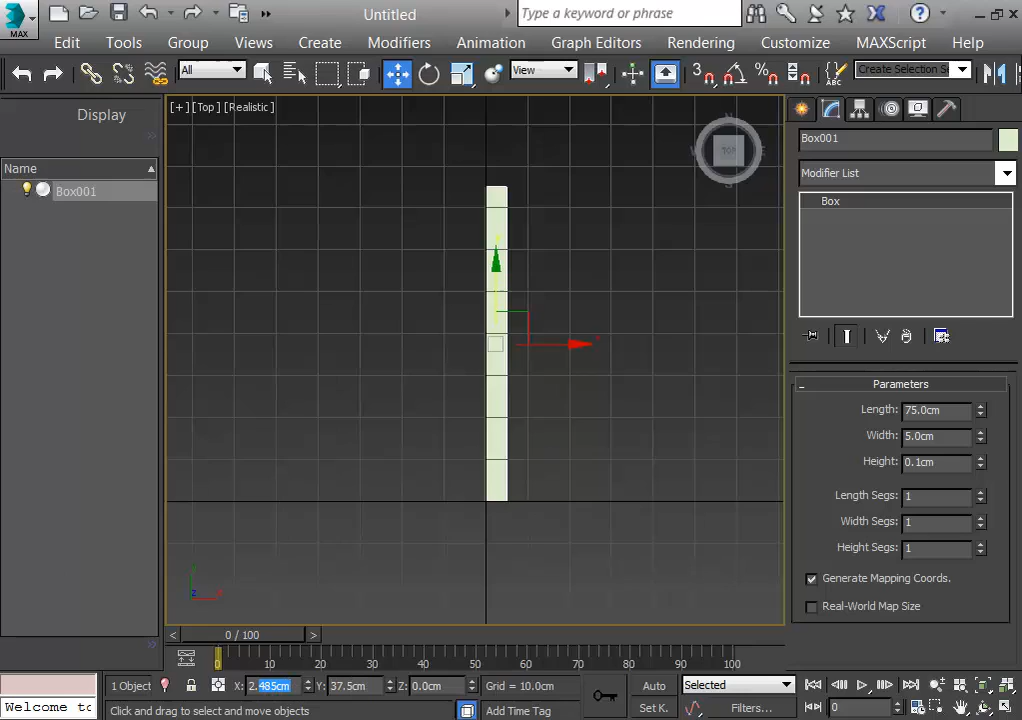 Untitled
Type a keyword or phrase
MAX
Edit Tools Group Views Create Modifiers Animation Graph Editors Rendering Customize MAXScript Help
All
View
3
Create Selection Se
Display
[+] [Top] [Realistic]
Name
Box001
Box001
Modifier List
Box
Parameters
Length: 75.0cm
Width: 5.0cm
Height: 0.1cm
Length Segs: 1
Width Segs: 1
Height Segs: 1
Generate Mapping Coords.
Real-World Map Size
< 0 / 100 >
0 10 20 30 40 50 60 70 80 90 100
1 Object X: 2.485cm Y: 37.5cm Z: 0.0cm Grid = 10.0cm Auto Selected
Welcome to Click and drag to select and move objects Add Time Tag Set K. Filters... 0